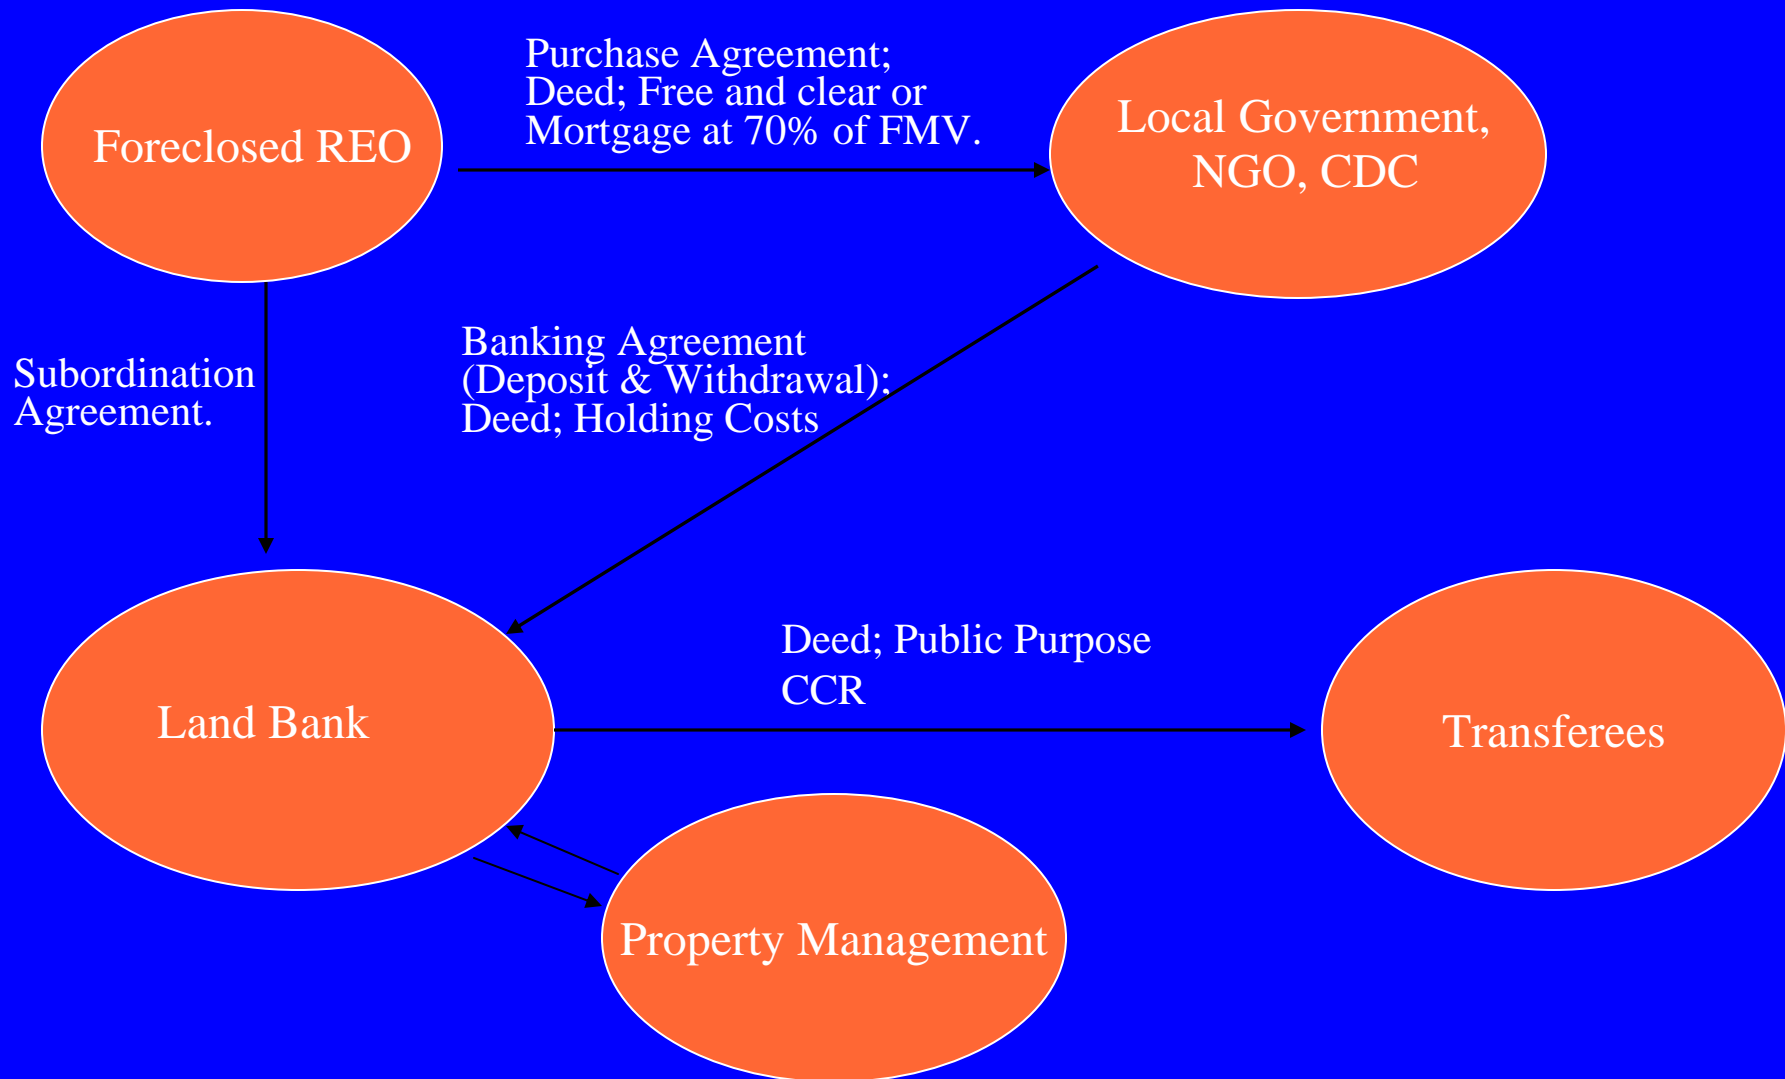 Foreclosed REO
Purchase Agreement;
Deed; Free and clear or
Mortgage at 70% of FMV.
Local Government,
NGO, CDC
Subordination
Agreement.
Banking Agreement
(Deposit & Withdrawal);
Deed; Holding Costs
Land Bank
Deed; Public Purpose
CCR
Transferees
Property Management